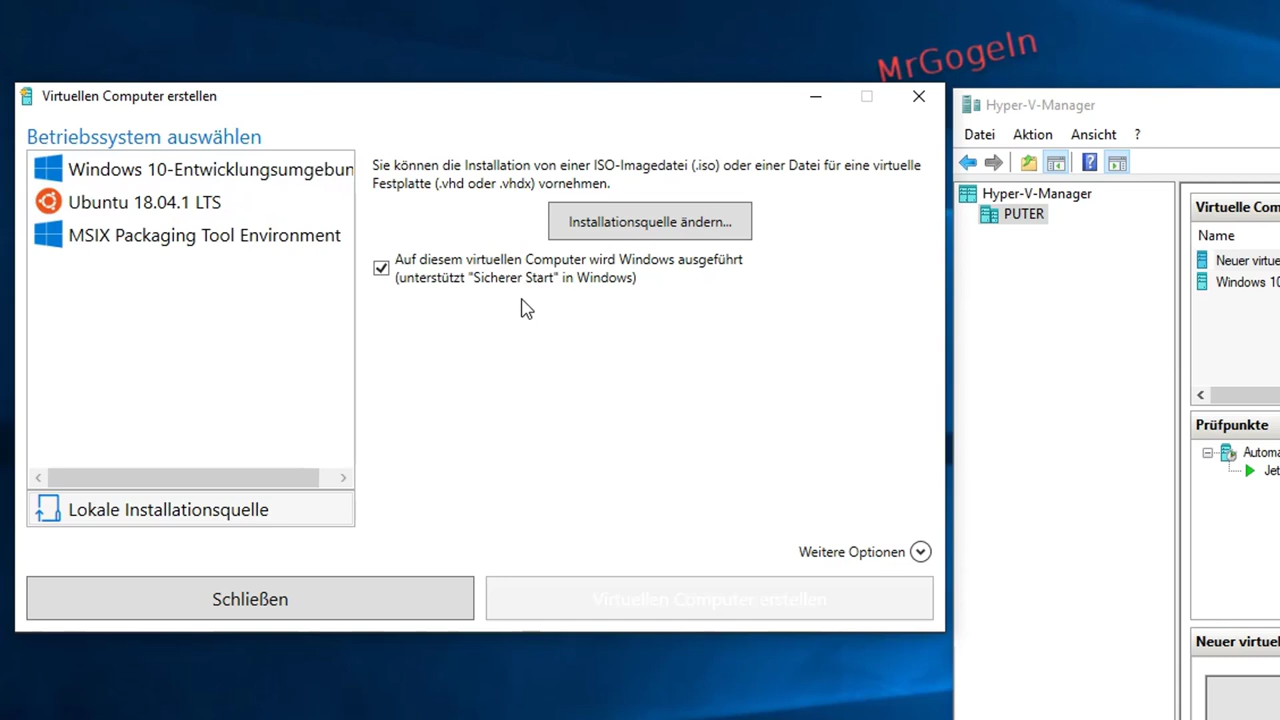 MrGogeln
Virtuellen Computer erstellen
Betriebssystem auswählen
Windows 10-Entwicklungsumgebun
Ubuntu 18.04.1 LTS
MSIX Packaging Tool Environment
Lokale Installationsquelle
Sie können die Installation von einer ISO-Imagedatei (.iso) oder einer Datei für eine virtuelle
Festplatte (.vhd oder .vhdx) vornehmen.
Installationsquelle ändern...
Auf diesem virtuellen Computer wird Windows ausgeführt
(unterstützt "Sicherer Start" in Windows)
Weitere Optionen
Schließen
Virtuellen Computer erstellen
Hyper-V-Manager
Datei Aktion Ansicht ?
Hyper-V-Manager
PUTER
Virtuelle Com
Name
Neuer virtue
Windows 10
Prüfpunkte
Automa
Jet
Neuer virtuel